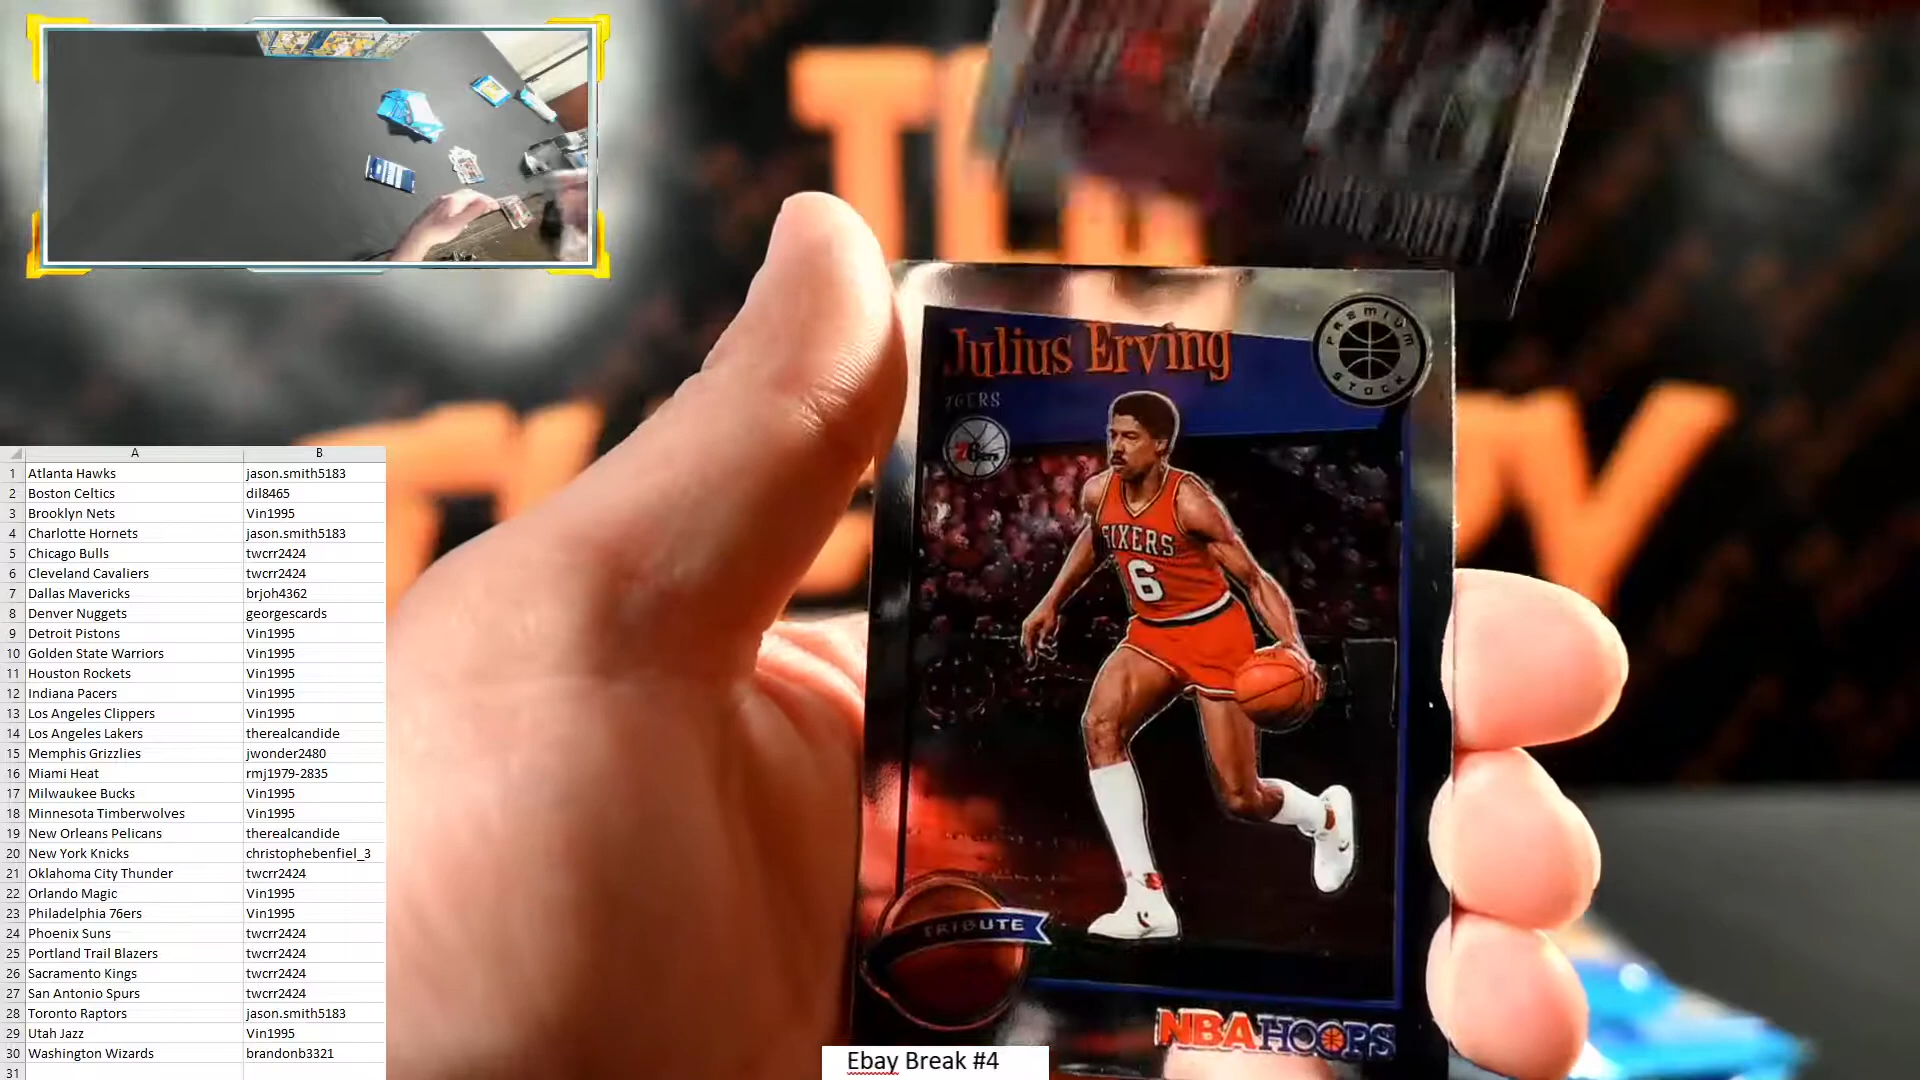 A B
1 Atlanta Hawks jason.smith5183
2 Boston Celtics dil8465
3 Brooklyn Nets Vin1995
4 Charlotte Hornets jason.smith5183
5 Chicago Bulls twcrr2424
6 Cleveland Cavaliers twcrr2424
7 Dallas Mavericks brjoh4362
8 Denver Nuggets georgescards
9 Detroit Pistons Vin1995
10 Golden State Warriors Vin1995
11 Houston Rockets Vin1995
12 Indiana Pacers Vin1995
13 Los Angeles Clippers Vin1995
14 Los Angeles Lakers therealcandide
15 Memphis Grizzlies jwonder2480
16 Miami Heat rmj1979-2835
17 Milwaukee Bucks Vin1995
18 Minnesota Timberwolves Vin1995
19 New Orleans Pelicans therealcandide
20 New York Knicks christophebenfiel_3
21 Oklahoma City Thunder twcrr2424
22 Orlando Magic Vin1995
23 Philadelphia 76ers Vin1995
24 Phoenix Suns twcrr2424
25 Portland Trail Blazers twcrr2424
26 Sacramento Kings twcrr2424
27 San Antonio Spurs twcrr2424
28 Toronto Raptors jason.smith5183
29 Utah Jazz Vin1995
30 Washington Wizards brandonb3321
31
Julius Erving
76ERS
76ers
PREMIUM
STOCK
SIXERS
6
TRIBUTE
NBA HOOPS
Ebay Break #4